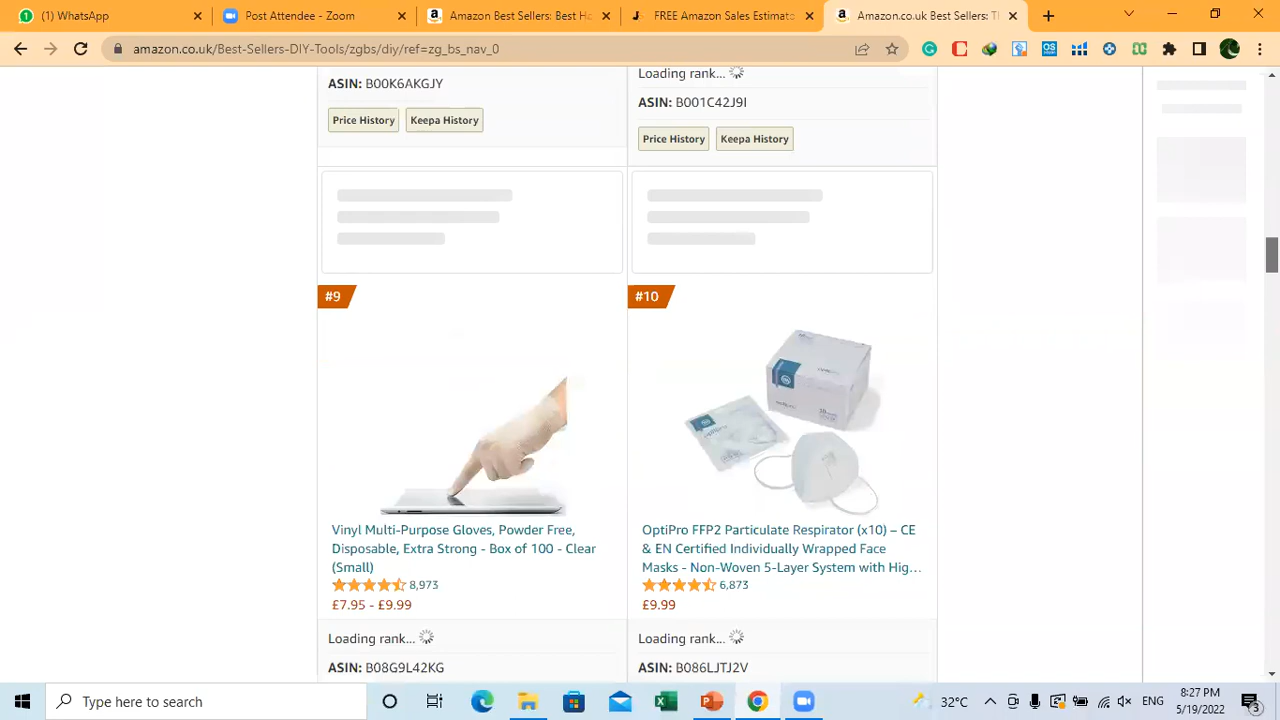 (1) WhatsApp
Post Attendee - Zoom
Amazon Best Sellers: Best Ho
FREE Amazon Sales Estimato
Amazon.co.uk Best Sellers: Th
amazon.co.uk/Best-Sellers-DIY-Tools/zgbs/diy/ref=zg_bs_nav_0
ASIN: B00K6AKGJY
Price History
Keepa History
Loading rank...
ASIN: B001C42J9I
Price History
Keepa History
#9
#10
Vinyl Multi-Purpose Gloves, Powder Free,
Disposable, Extra Strong - Box of 100 - Clear
(Small)
8,973
£7.95 - £9.99
OptiPro FFP2 Particulate Respirator (x10) – CE
& EN Certified Individually Wrapped Face
Masks - Non-Woven 5-Layer System with Hig...
6,873
£9.99
Loading rank...
ASIN: B08G9L42KG
Loading rank...
ASIN: B086LJTJ2V
Type here to search
32°C
ENG
8:27 PM
5/19/2022
3